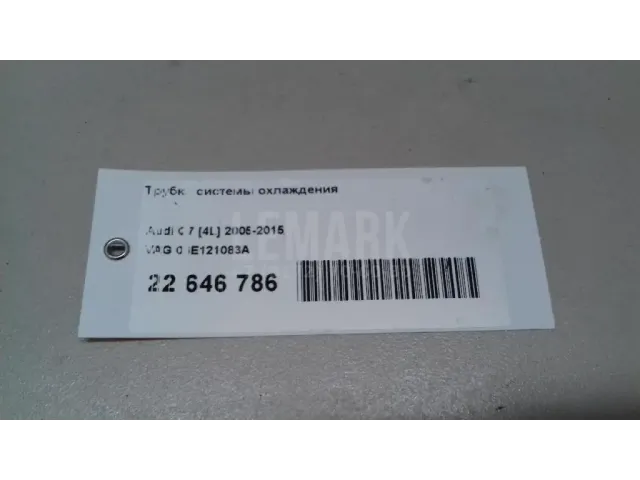 системы охлаждения
LEMARK
Audi [4L] 2005-2015
VAG
22 646 786